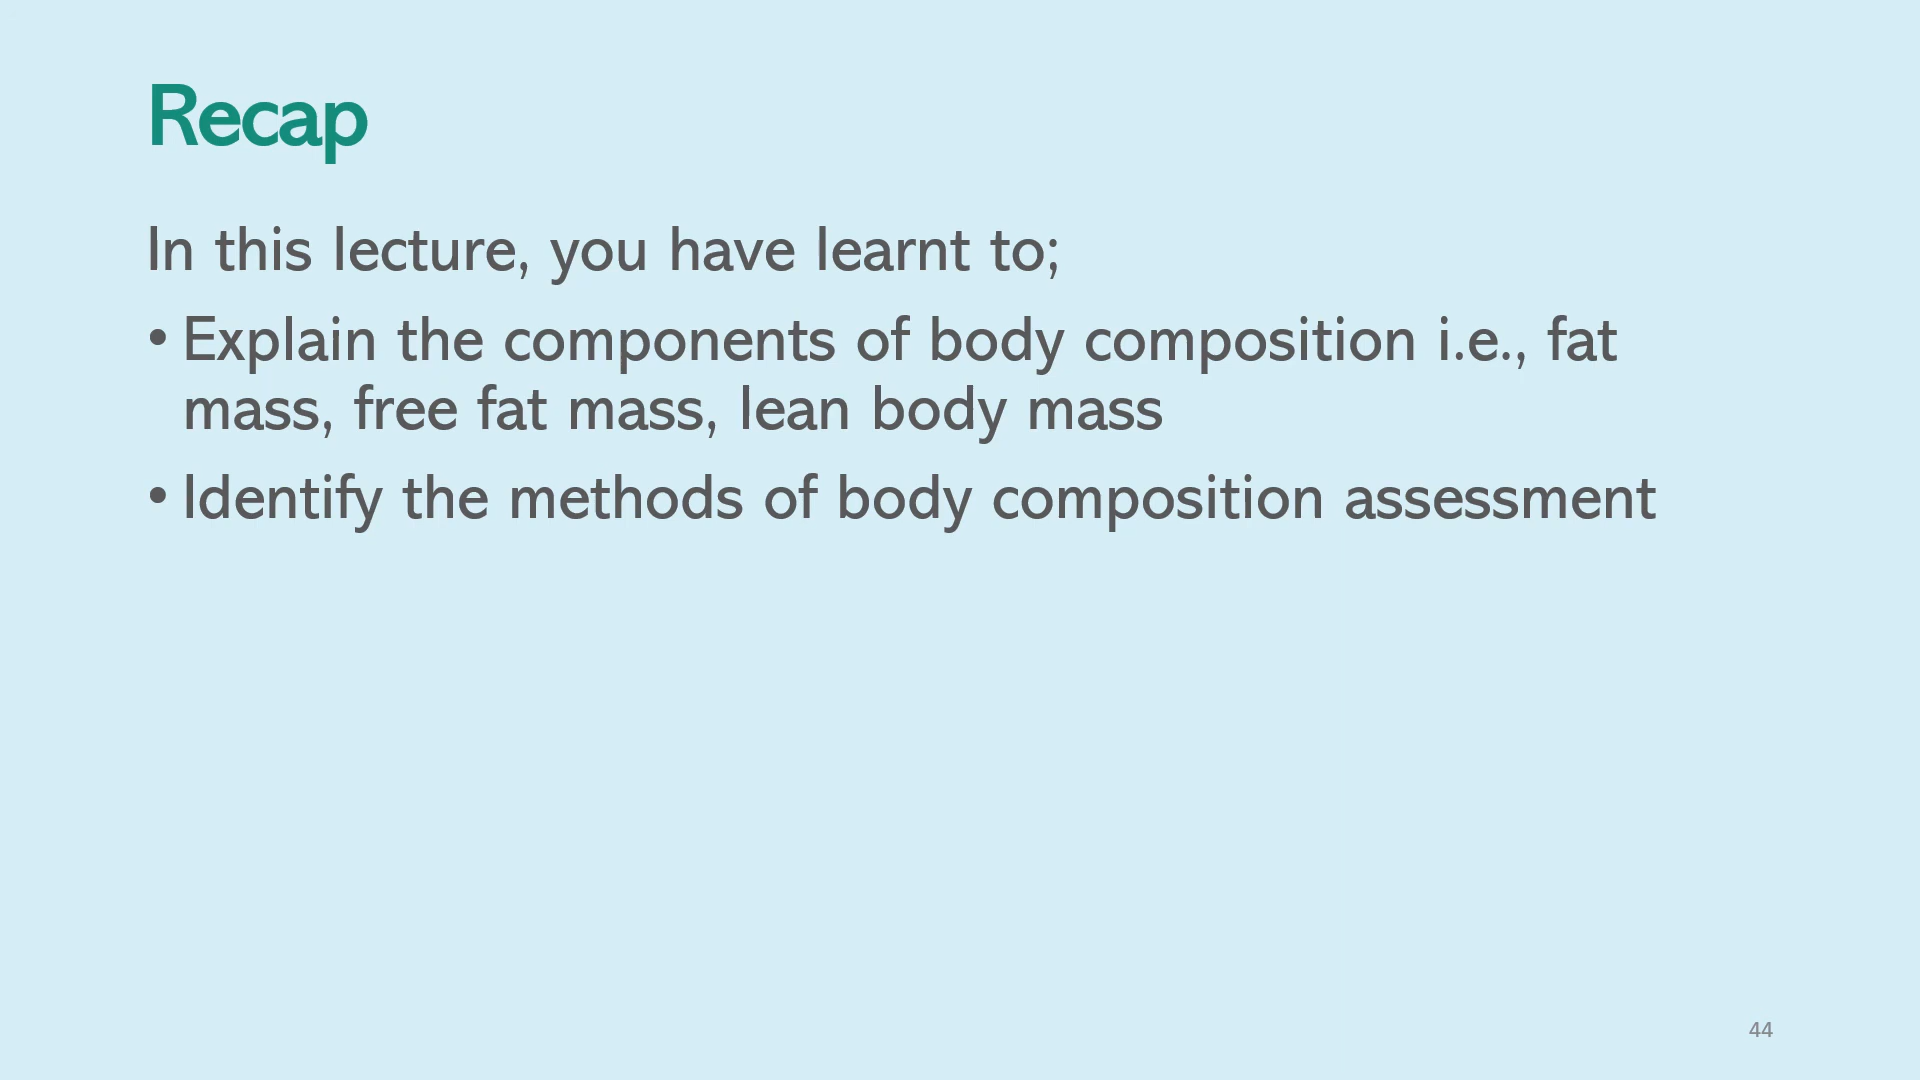 Recap
In this lecture, you have learnt to;
• Explain the components of body composition i.e., fat
mass, free fat mass, lean body mass
• Identify the methods of body composition assessment
44